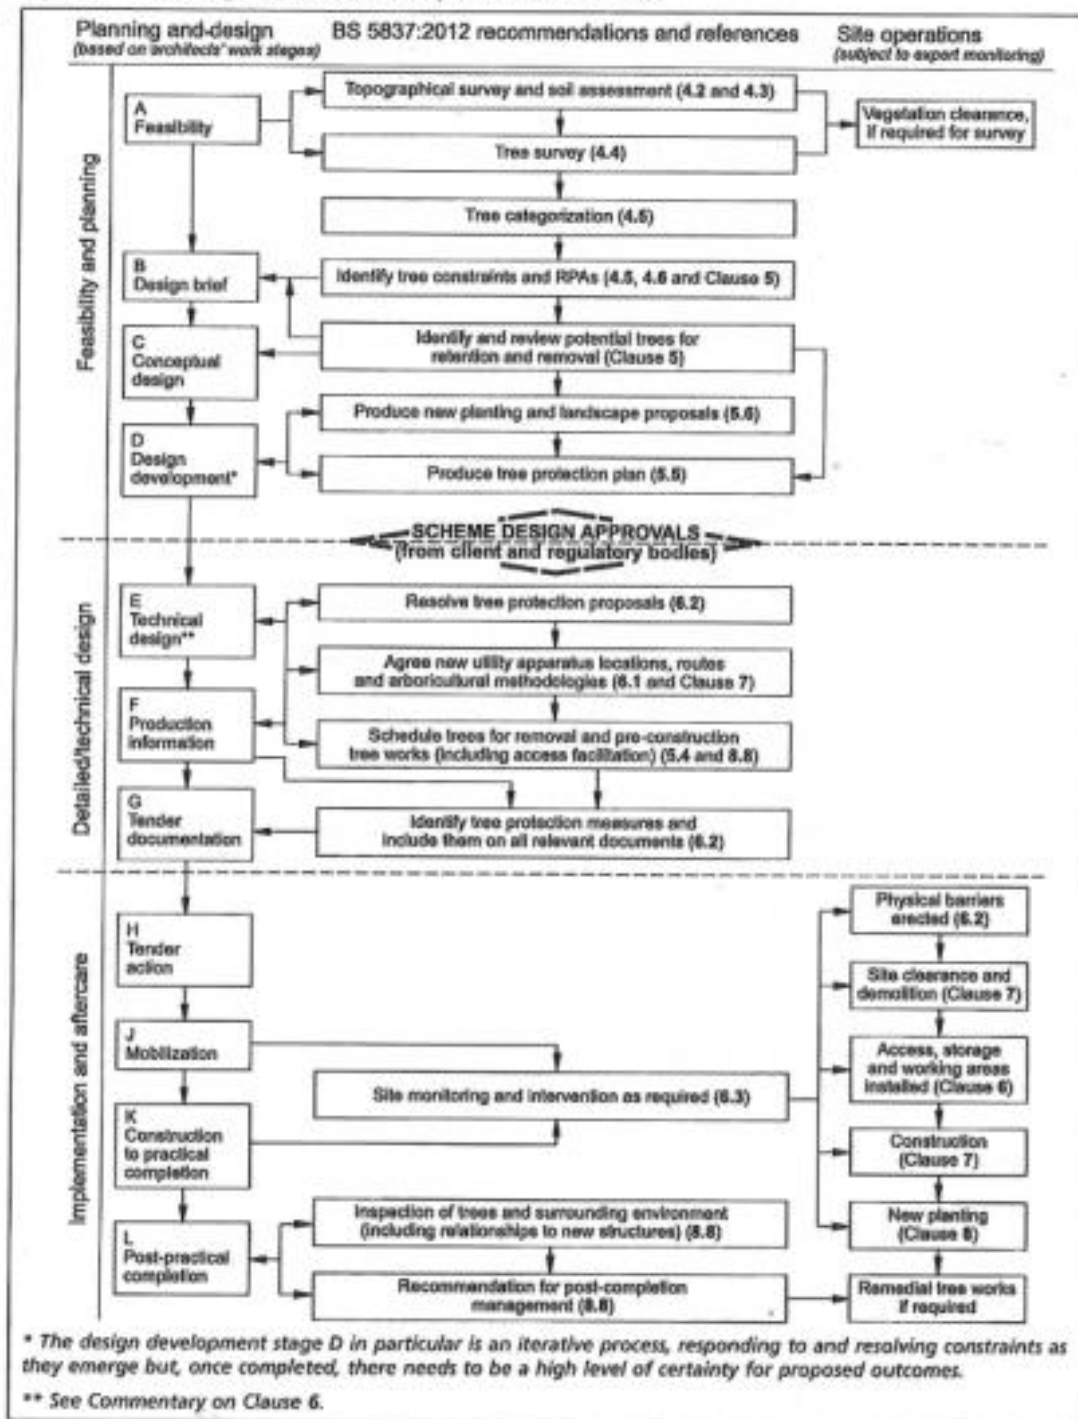 Planning and design
(based on architects' work stages)
BS 5837:2012 recommendations and references
Site operations
(subject to expert monitoring)
Feasibility and planning
A
Feasibility
Topographical survey and soil assessment (4.2 and 4.3)
Vegetation clearance,
if required for survey
Tree survey (4.4)
Tree categorization (4.5)
B
Design brief
Identify tree constraints and RPAs (4.5, 4.6 and Clause 5)
C
Conceptual
design
Identify and review potential trees for
retention and removal (Clause 5)
D
Design
development*
Produce new planting and landscape proposals (5.6)
Produce tree protection plan (5.5)
SCHEME DESIGN APPROVALS
(from client and regulatory bodies)
Detailed/technical design
E
Technical
design**
Resolve tree protection proposals (6.2)
Agree new utility apparatus locations, routes
and arboricultural methodologies (6.1 and Clause 7)
F
Production
information
Schedule trees for removal and pre-construction
tree works (including access facilitation) (5.4 and 8.8)
G
Tender
documentation
Identify tree protection measures and
include them on all relevant documents (6.2)
Implementation and aftercare
H
Tender
action
Physical barriers
erected (6.2)
Site clearance and
demolition (Clause 7)
J
Mobilization
Access, storage
and working areas
installed (Clause 6)
Site monitoring and intervention as required (6.3)
K
Construction
to practical
completion
Construction
(Clause 7)
New planting
(Clause 8)
L
Post-practical
completion
Inspection of trees and surrounding environment
(including relationships to new structures) (8.8)
Recommendation for post-completion
management (8.8)
Remedial tree works
if required
* The design development stage D in particular is an iterative process, responding to and resolving constraints as
they emerge but, once completed, there needs to be a high level of certainty for proposed outcomes.
** See Commentary on Clause 6.